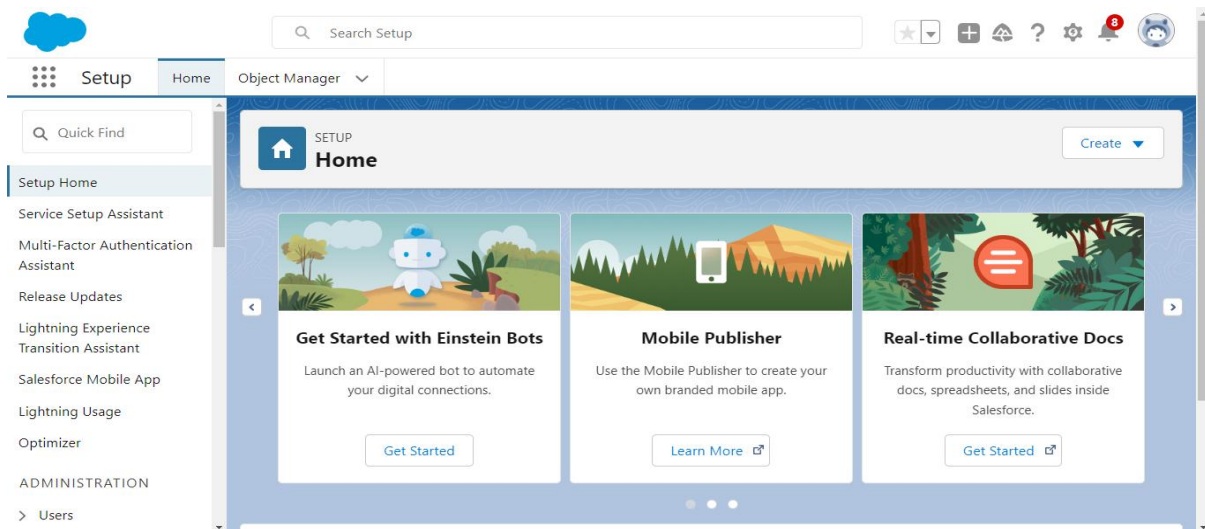 Search Setup
8
Setup
Home
Object Manager
Quick Find
Setup Home
Service Setup Assistant
Multi-Factor Authentication
Assistant
Release Updates
Lightning Experience
Transition Assistant
Salesforce Mobile App
Lightning Usage
Optimizer
ADMINISTRATION
Users
SETUP
Home
Create
Get Started with Einstein Bots
Launch an AI-powered bot to automate
your digital connections.
Get Started
Mobile Publisher
Use the Mobile Publisher to create your
own branded mobile app.
Learn More
Real-time Collaborative Docs
Transform productivity with collaborative
docs, spreadsheets, and slides inside
Salesforce.
Get Started